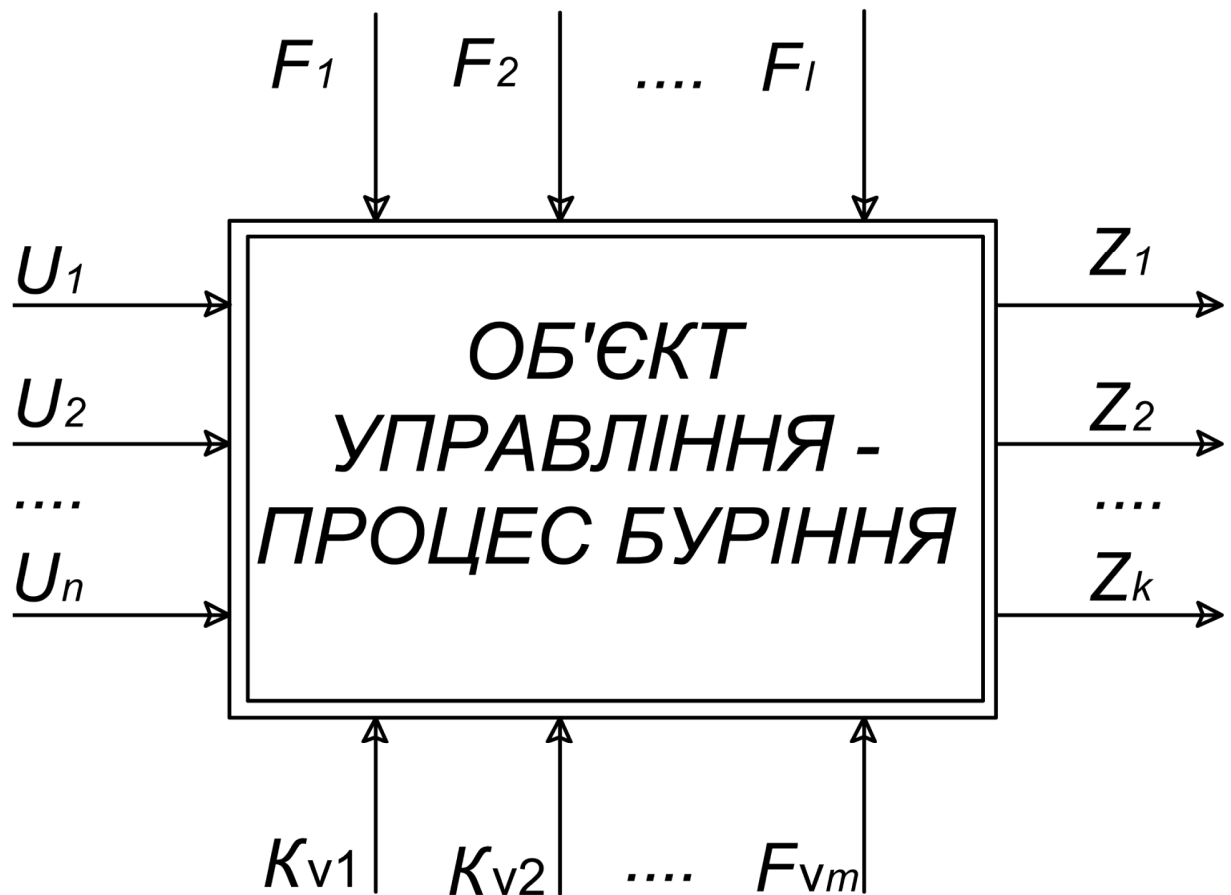 F1 F2 .... Fl
U1
Z1
ОБ'ЄКТ
УПРАВЛІННЯ -
ПРОЦЕС БУРІННЯ
U2
Z2
....
....
Un
Zk
Kv1 Kv2 .... Fvm